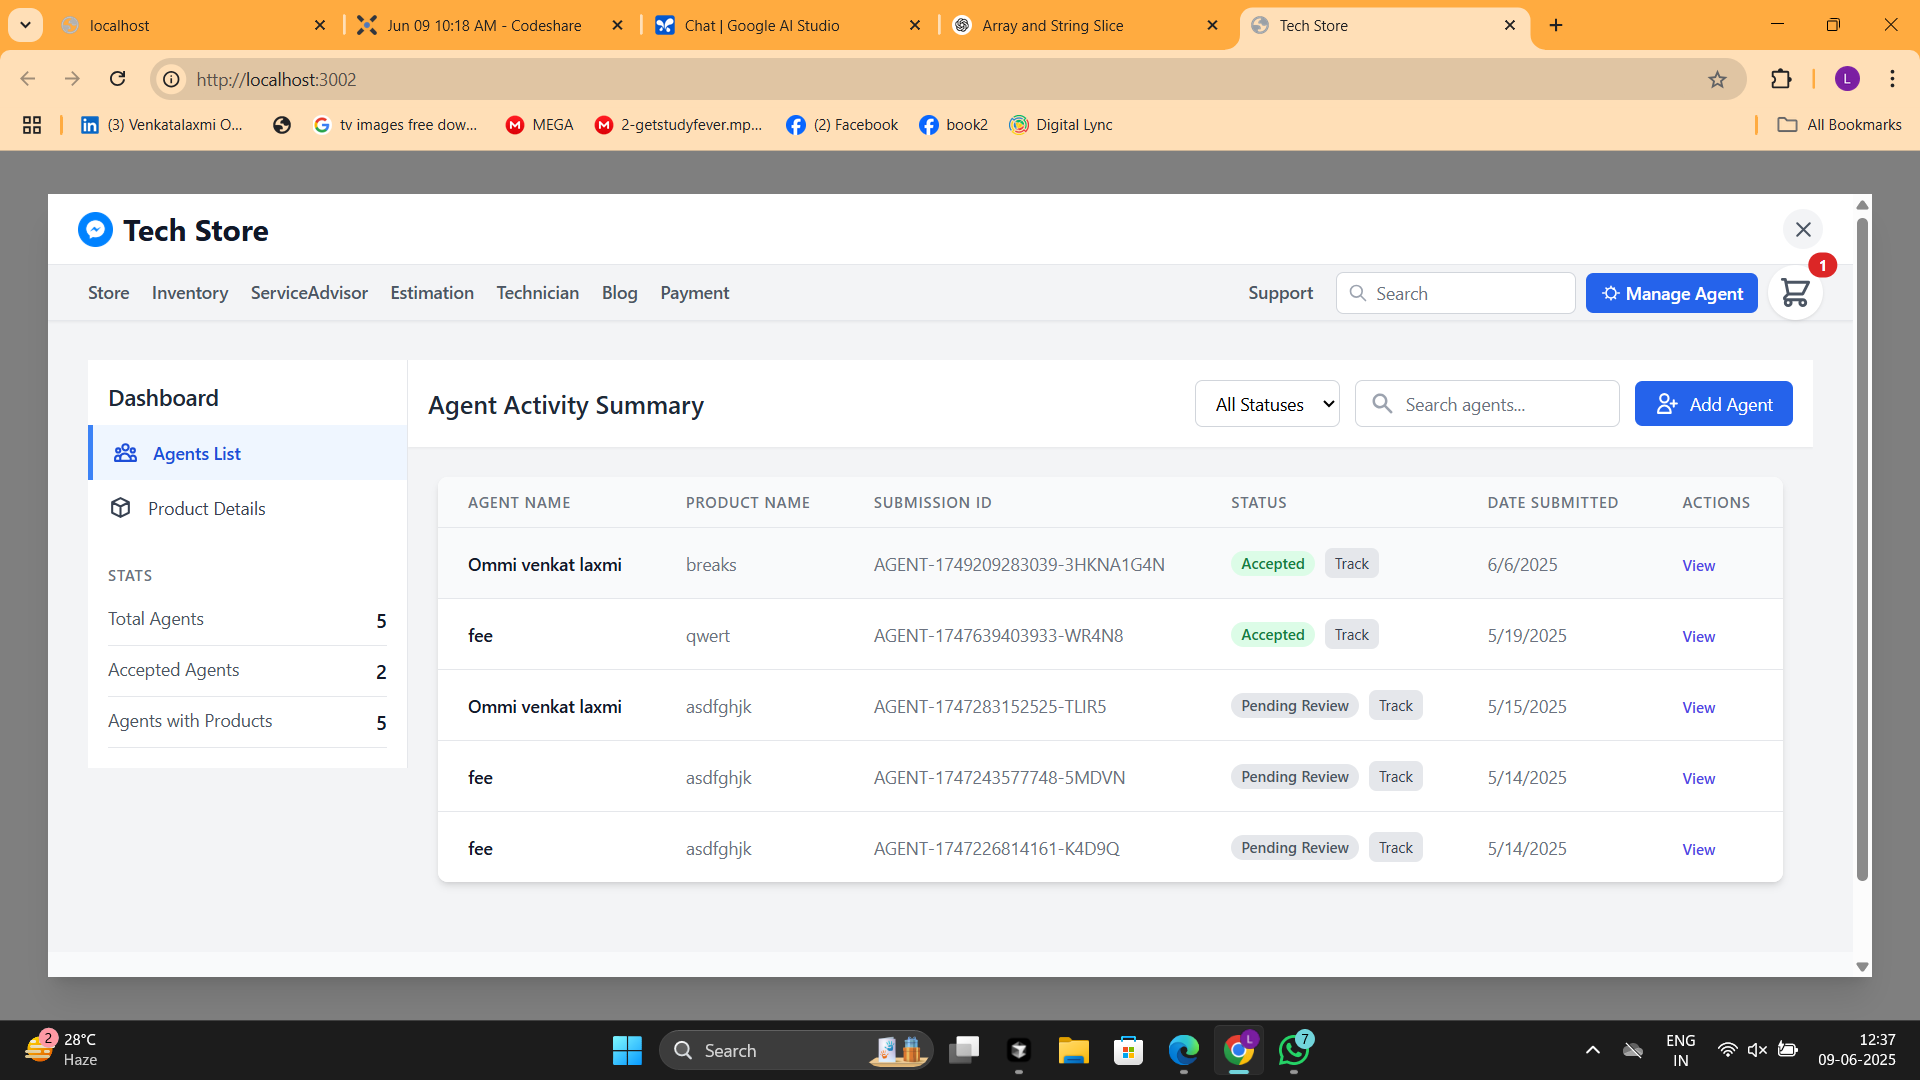 localhost
Jun 09 10:18 AM - Codeshare
Chat | Google AI Studio
Array and String Slice
Tech Store
http://localhost:3002
L
(3) Venkatalaxmi O...
tv images free dow...
MEGA
2-getstudyfever.mp...
(2) Facebook
book2
Digital Lync
All Bookmarks
Tech Store
1
Store Inventory ServiceAdvisor Estimation Technician Blog Payment Support Search Manage Agent
Dashboard
Agents List
Product Details
STATS
Total Agents 5
Accepted Agents 2
Agents with Products 5
Agent Activity Summary All Statuses Search agents... Add Agent
AGENT NAME PRODUCT NAME SUBMISSION ID STATUS DATE SUBMITTED ACTIONS
Ommi venkat laxmi breaks AGENT-1749209283039-3HKNA1G4N Accepted Track 6/6/2025 View
fee qwert AGENT-1747639403933-WR4N8 Accepted Track 5/19/2025 View
Ommi venkat laxmi asdfghjk AGENT-1747283152525-TLIR5 Pending Review Track 5/15/2025 View
fee asdfghjk AGENT-1747243577748-5MDVN Pending Review Track 5/14/2025 View
fee asdfghjk AGENT-1747226814161-K4D9Q Pending Review Track 5/14/2025 View
2
28°C
Haze
Search
L
7
ENG
IN
12:37
09-06-2025